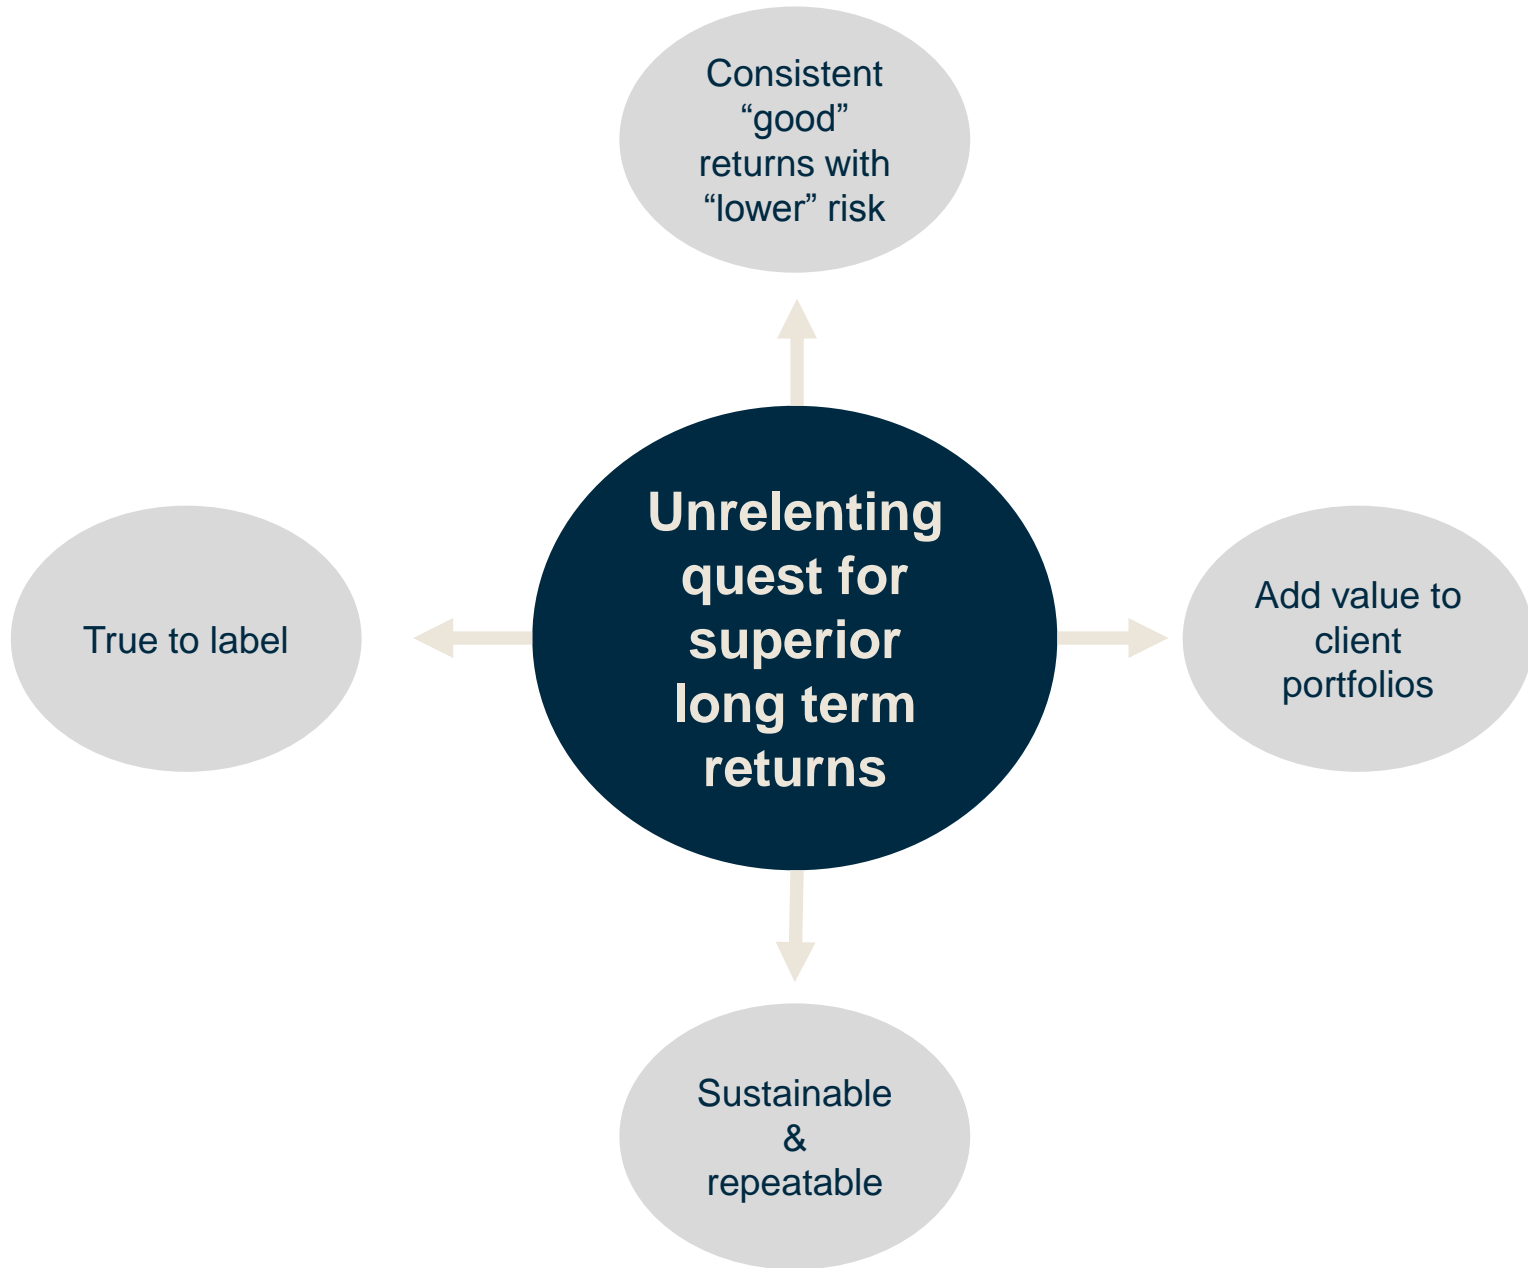 Consistent
“good”
returns with
“lower” risk
Unrelenting
quest for
superior
long term
returns
True to label
Add value to
client
portfolios
Sustainable
&
repeatable